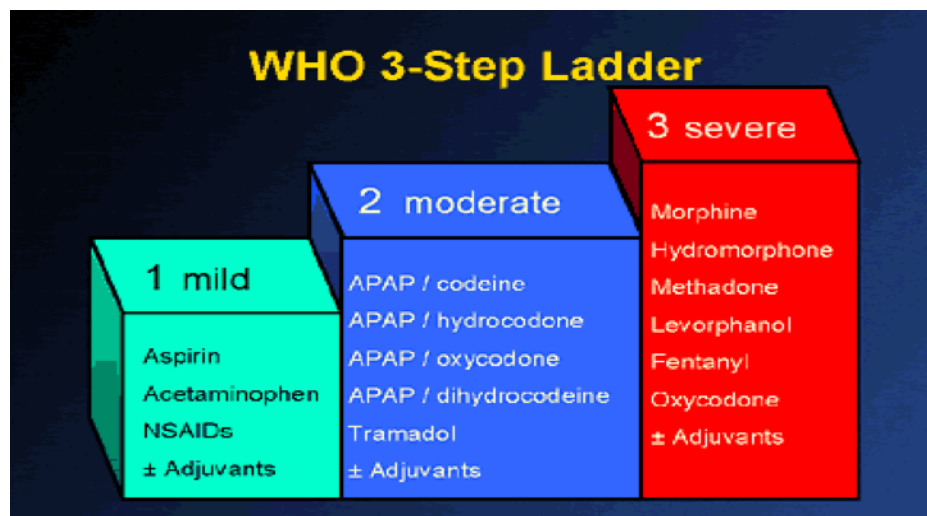 WHO 3-Step Ladder
1 mild
Aspirin
Acetaminophen
NSAIDs
± Adjuvants
2 moderate
APAP / codeine
APAP / hydrocodone
APAP / oxycodone
APAP / dihydrocodeine
Tramadol
± Adjuvants
3 severe
Morphine
Hydromorphone
Methadone
Levorphanol
Fentanyl
Oxycodone
± Adjuvants